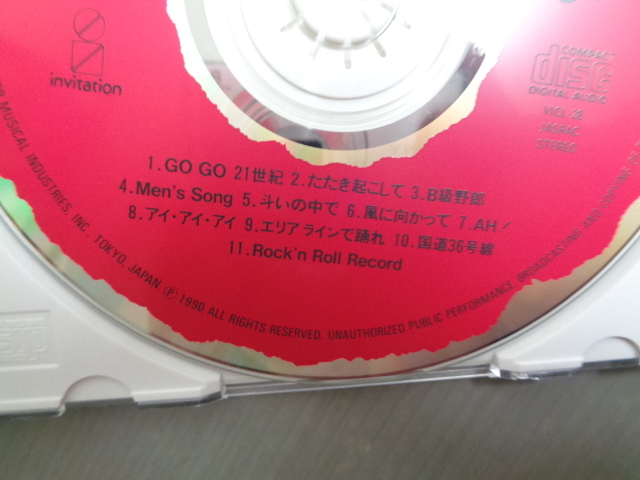 invitation
COMPACT
disc
DIGITAL AUDIO
VICL-28
JASRAC
STEREO
1.GO GO 21世紀 2.たたき起こして 3.B級野郎
4.Men's Song 5.斗いの中で 6.風に向かって 7.AH!
8.アイ・アイ・アイ 9.エリアラインで踊れ 10.国道36号線
11.Rock'n Roll Record
MUSICAL INDUSTRIES, INC. TOKYO, JAPAN Ⓟ 1990 ALL RIGHTS RESERVED. UNAUTHORIZED PUBLIC PERFORMANCE, BROADCASTING AND